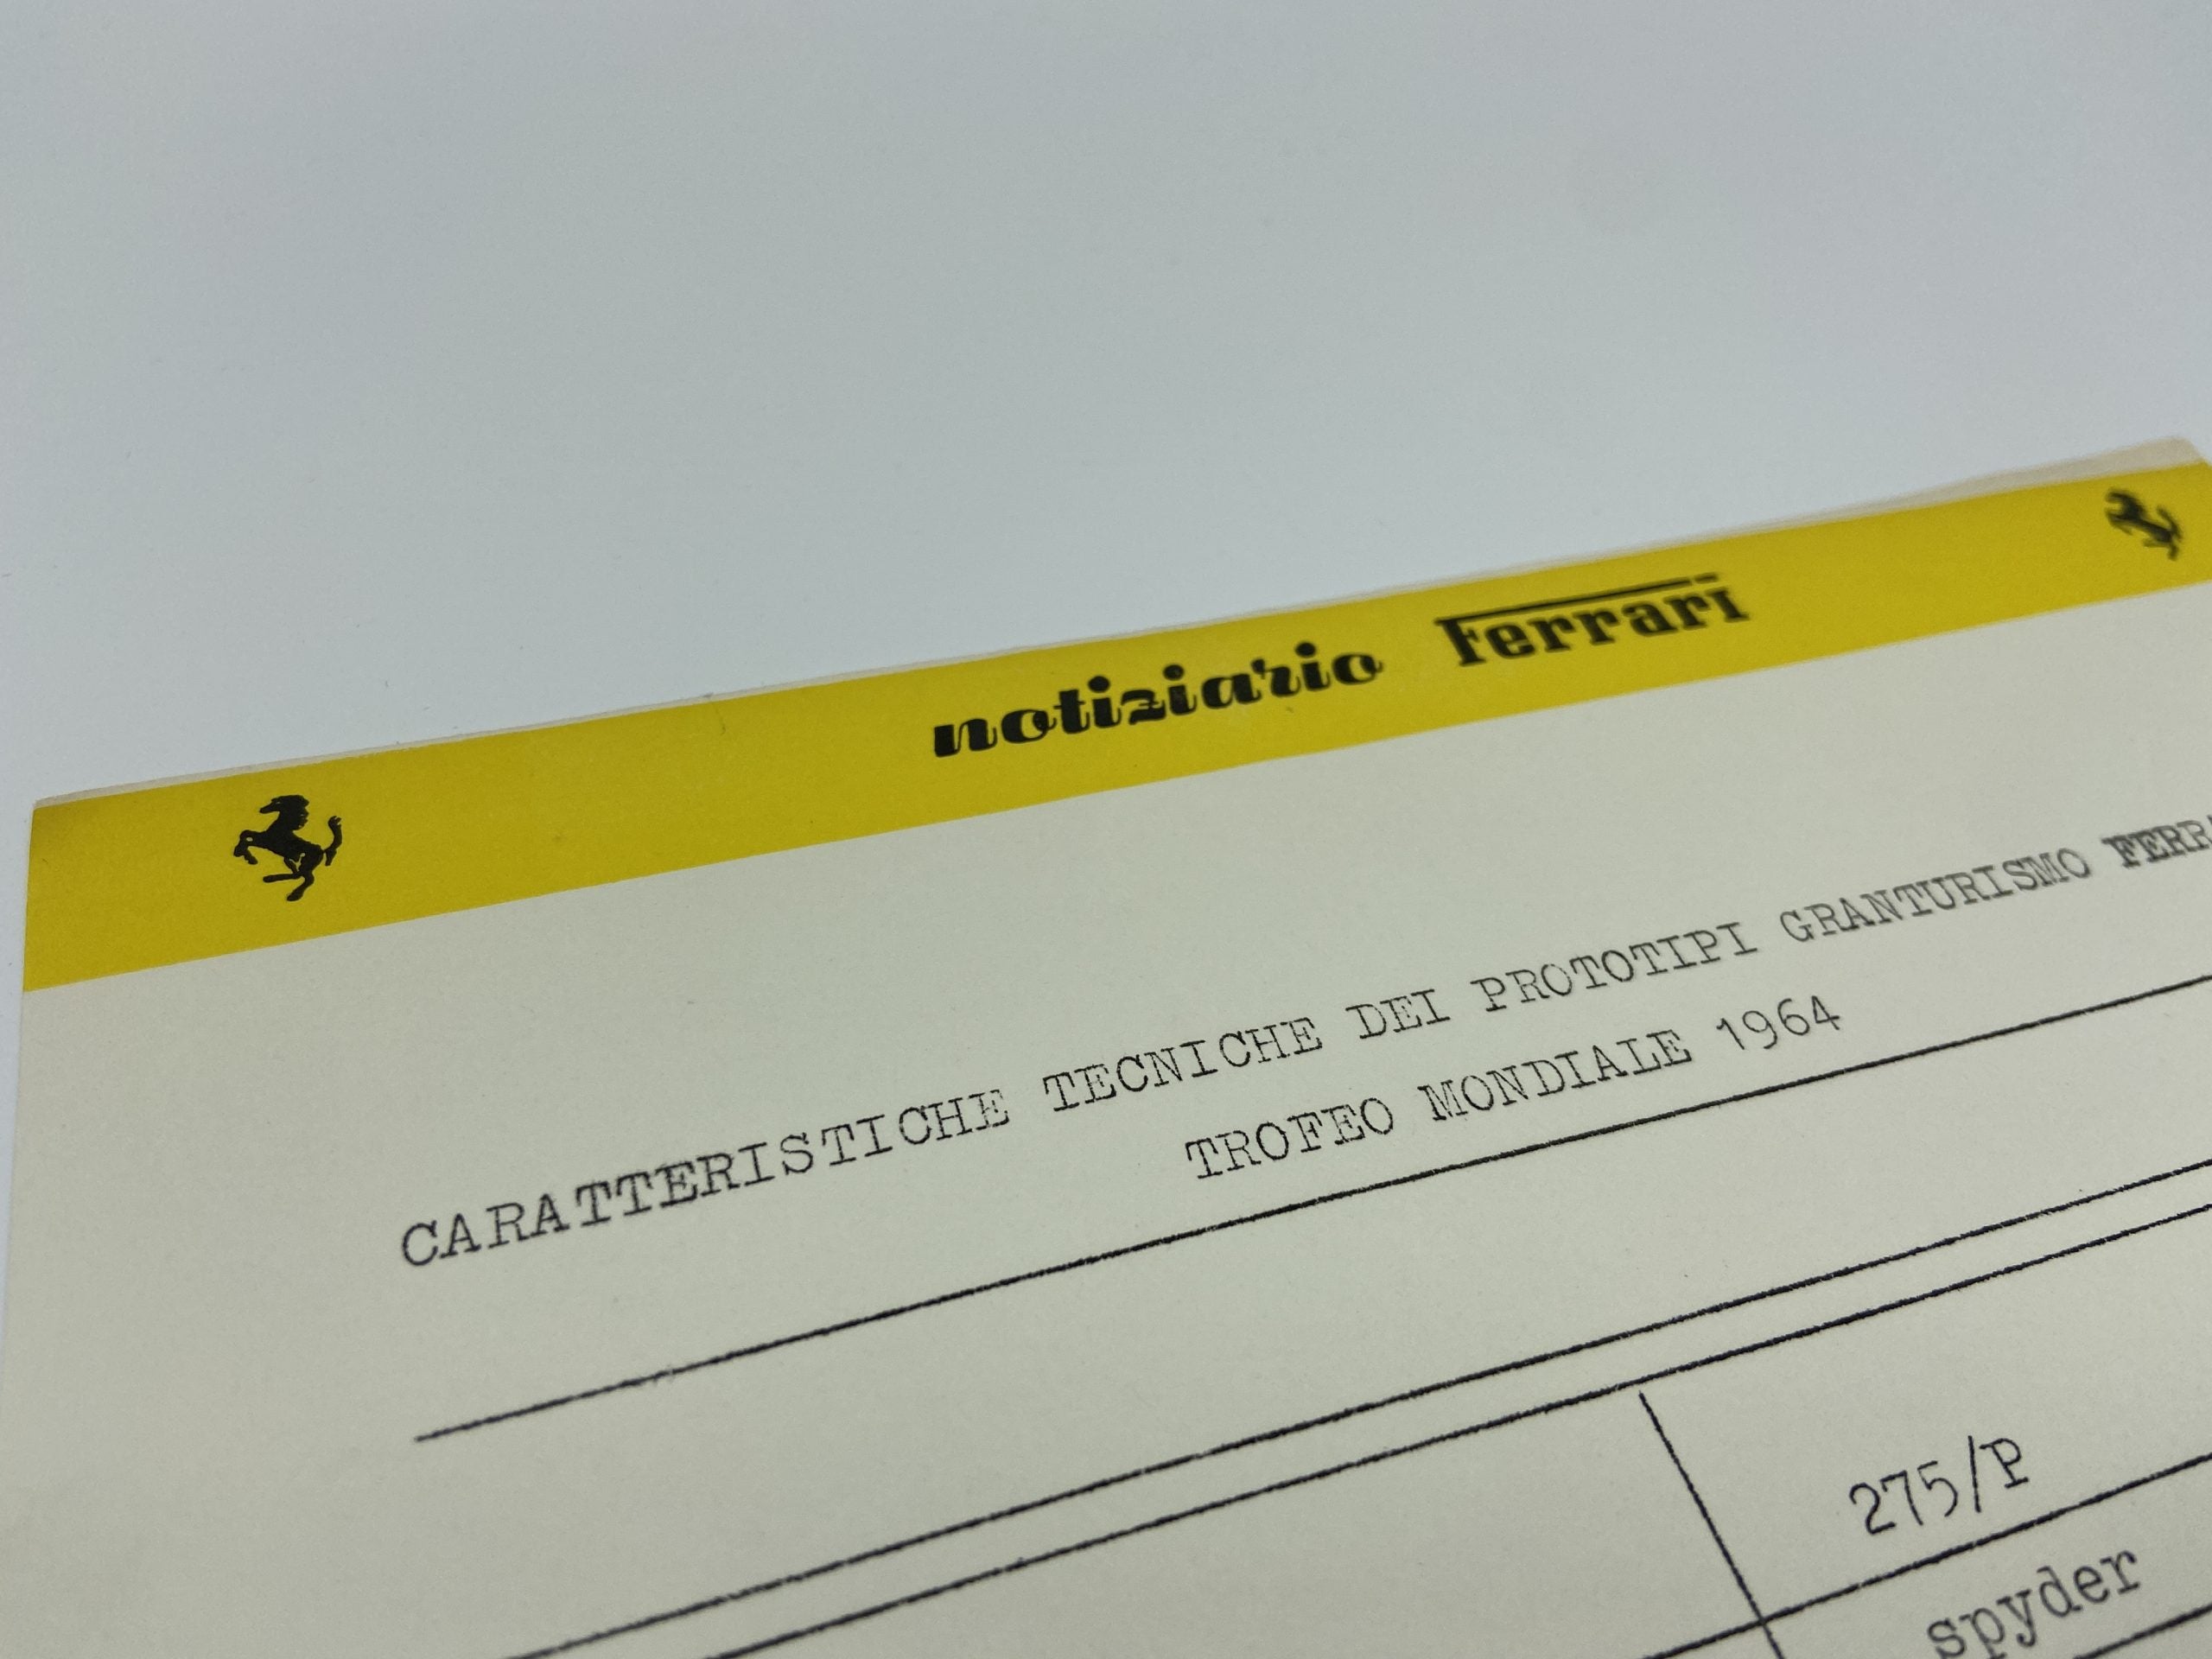 notiziario Ferrari
CARATTERISTICHE TECNICHE DEI PROTOTIPI GRANTURISMO
TROFEO MONDIALE 1964
275/P
spyder